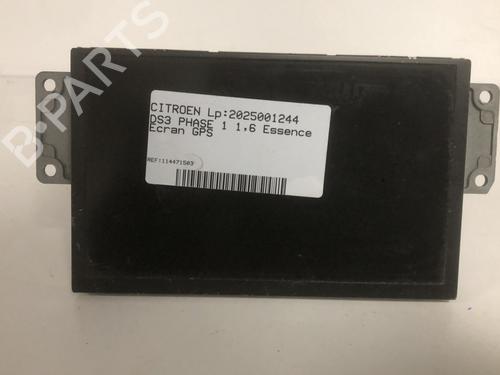 B-PARTS
CITROEN Lp:2025001244
DS3 PHASE 1 1,6 Essence
Ecran GPS
REF:114471503